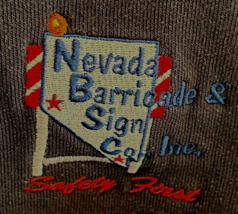 Nevada
Barricade &
Sign
Co., Inc.
Safety First